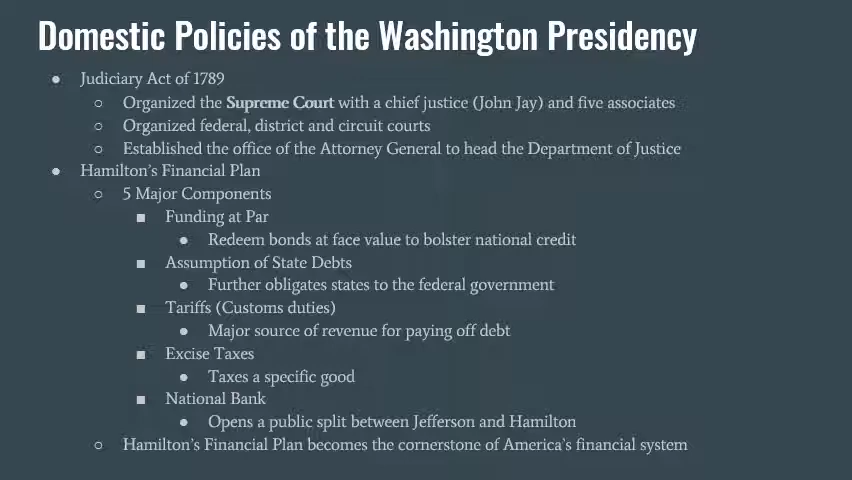 Domestic Policies of the Washington Presidency
● Judiciary Act of 1789
○ Organized the Supreme Court with a chief justice (John Jay) and five associates
○ Organized federal, district and circuit courts
○ Established the office of the Attorney General to head the Department of Justice
● Hamilton's Financial Plan
○ 5 Major Components
■ Funding at Par
● Redeem bonds at face value to bolster national credit
■ Assumption of State Debts
● Further obligates states to the federal government
■ Tariffs (Customs duties)
● Major source of revenue for paying off debt
■ Excise Taxes
● Taxes a specific good
■ National Bank
● Opens a public split between Jefferson and Hamilton
○ Hamilton's Financial Plan becomes the cornerstone of America's financial system